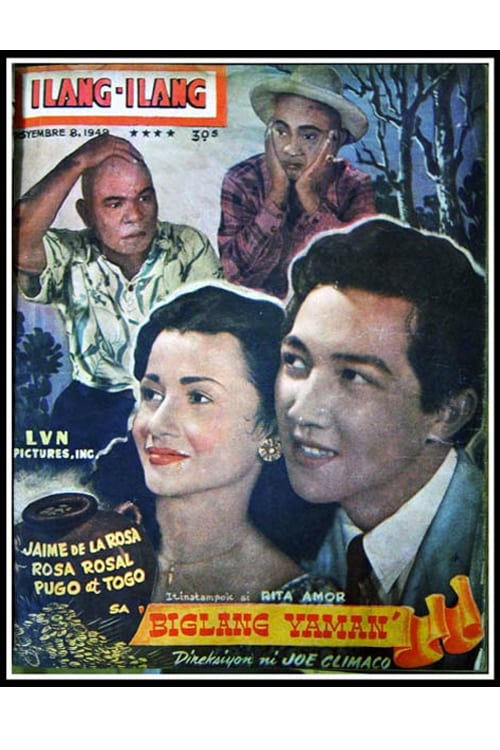 ILANG-ILANG
SYEMBRE 8, 1949 ★★★★ 30¢
LVN
PICTURES, INC.
JAIME DE LA ROSA
ROSA ROSAL
PUGO at TOGO
Itinatampok si RITA AMOR
SA "BIGLANG YAMAN"
Direksiyon ni JOE CLIMACO